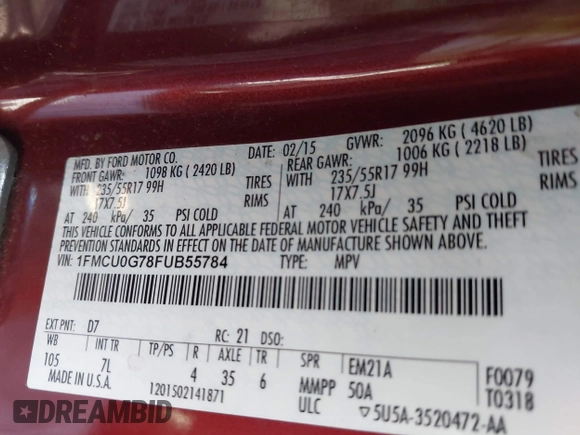 MFD. BY FORD MOTOR CO.
DATE: 02/15 GVWR: 2096 KG ( 4620 LB)
FRONT GAWR: 1098 KG ( 2420 LB) REAR GAWR: 1006 KG ( 2218 LB)
WITH 235/55R17 99H TIRES WITH 235/55R17 99H TIRES
17X7.5J RIMS 17X7.5J RIMS
AT 240 kPa/ 35 PSI COLD AT 240 kPa/ 35 PSI COLD
THIS VEHICLE CONFORMS TO ALL APPLICABLE FEDERAL MOTOR VEHICLE SAFETY AND THEFT
PREVENTION STANDARDS IN EFFECT ON THE DATE OF MANUFACTURE SHOWN ABOVE.
VIN: 1FMCU0G78FUB55784 TYPE: MPV
EXT PNT: D7 RC: 21 DSO:
WB INT TR TP/PS R AXLE TR SPR EM21A F0079
105 7L 4 35 6 MMPP 50A T0318
MADE IN U.S.A. 1201502141871 ULC ▽5U5A-3520472-AA
AUTOBIDMASTER